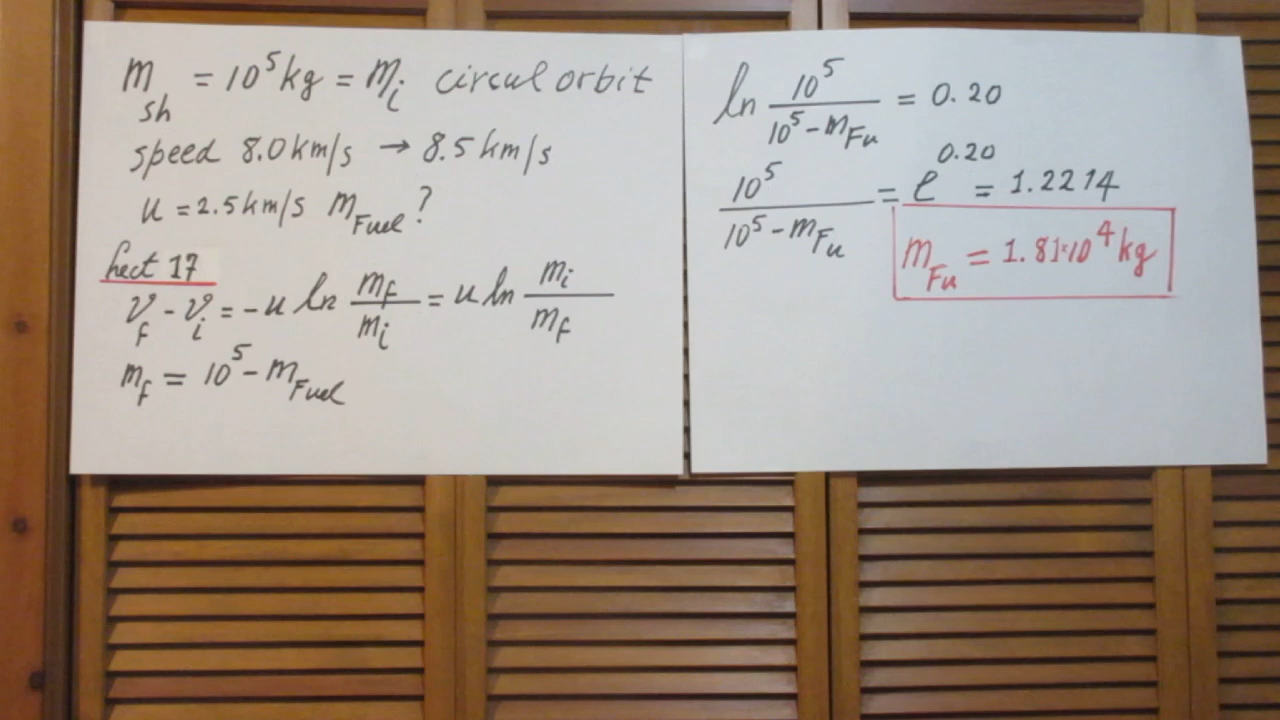 m_sh = 10^5 kg = m_i circul orbit
speed 8.0 km/s → 8.5 km/s
u = 2.5 km/s m_Fuel?
Lect 17
v_f - v_i = -u ln m_f/m_i = u ln m_i/m_f
m_f = 10^5 - m_Fuel
ln 10^5/(10^5 - m_Fu) = 0.20
10^5/(10^5 - m_Fu) = e^0.20 = 1.2214
m_Fu = 1.81·10^4 kg